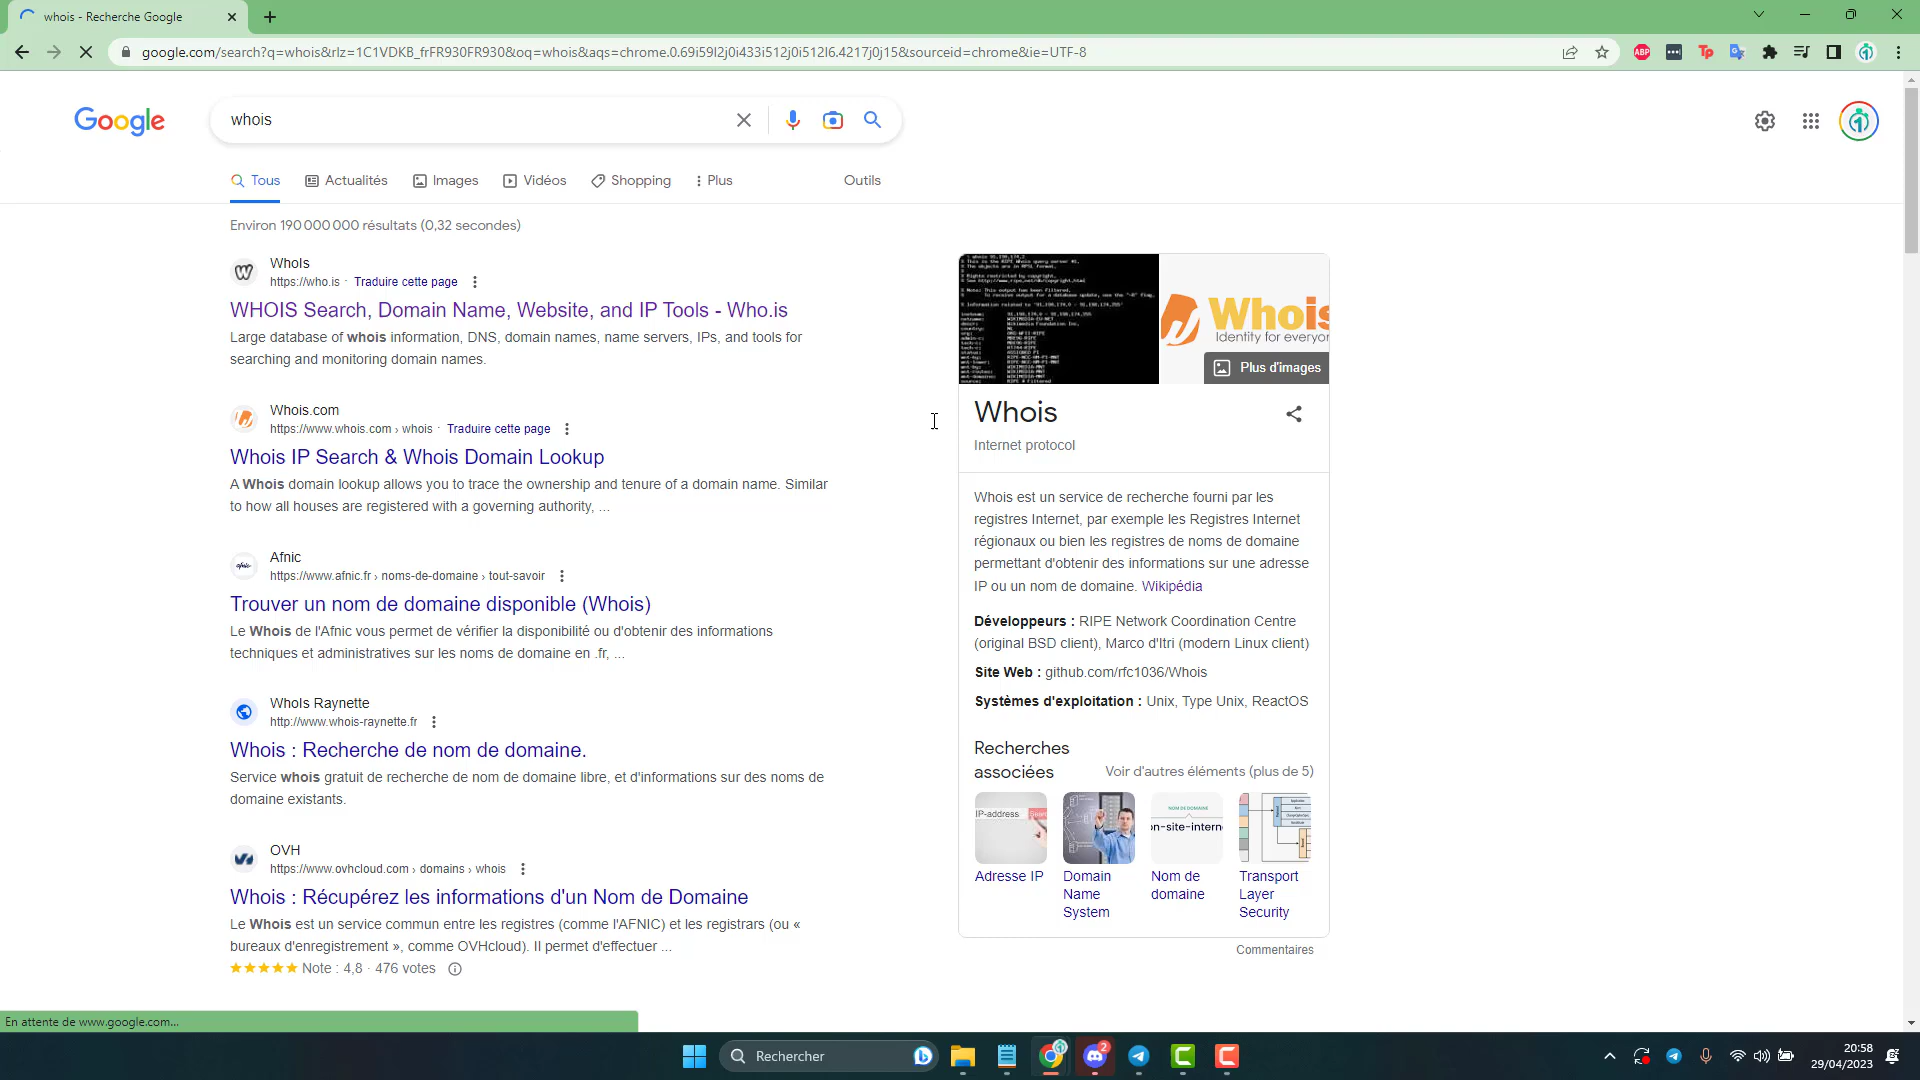 whois - Recherche Google
google.com/search?q=whois&rlz=1C1VDKB_frFR930FR930&oq=whois&aqs=chrome.0.69i59l2j0i433i512j0i512l6.4217j0j15&sourceid=chrome&ie=UTF-8
ABP
Tp
Google
whois
Tous
Actualités
Images
Vidéos
Shopping
Plus
Outils
Environ 190 000 000 résultats (0,32 secondes)
WhoIs
https://who.is · Traduire cette page
WHOIS Search, Domain Name, Website, and IP Tools - Who.is
Large database of whois information, DNS, domain names, name servers, IPs, and tools for
searching and monitoring domain names.
Whois.com
https://www.whois.com › whois · Traduire cette page
Whois IP Search & Whois Domain Lookup
A Whois domain lookup allows you to trace the ownership and tenure of a domain name. Similar
to how all houses are registered with a governing authority, ...
Afnic
https://www.afnic.fr › noms-de-domaine › tout-savoir
Trouver un nom de domaine disponible (Whois)
Le Whois de l'Afnic vous permet de vérifier la disponibilité ou d'obtenir des informations
techniques et administratives sur les noms de domaine en .fr, ...
WhoIs Raynette
http://www.whois-raynette.fr
Whois : Recherche de nom de domaine.
Service whois gratuit de recherche de nom de domaine libre, et d'informations sur des noms de
domaine existants.
OVH
https://www.ovhcloud.com › domains › whois
Whois : Récupérez les informations d'un Nom de Domaine
Le Whois est un service commun entre les registres (comme l'AFNIC) et les registrars (ou «
bureaux d'enregistrement », comme OVHcloud). Il permet d'effectuer ...
Note : 4,8 · 476 votes
Whois
Identity for everyon
Plus d'images
Whois
Internet protocol
Whois est un service de recherche fourni par les
registres Internet, par exemple les Registres Internet
régionaux ou bien les registres de noms de domaine
permettant d'obtenir des informations sur une adresse
IP ou un nom de domaine. Wikipédia
Développeurs : RIPE Network Coordination Centre
(original BSD client), Marco d'Itri (modern Linux client)
Site Web : github.com/rfc1036/Whois
Systèmes d'exploitation : Unix, Type Unix, ReactOS
Recherches
associées
Voir d'autres éléments (plus de 5)
IP-address
NOM DE DOMAINE
on-site-intern
Adresse IP
Domain
Name
System
Nom de
domaine
Transport
Layer
Security
Commentaires
En attente de www.google.com...
Rechercher
2
20:58
29/04/2023